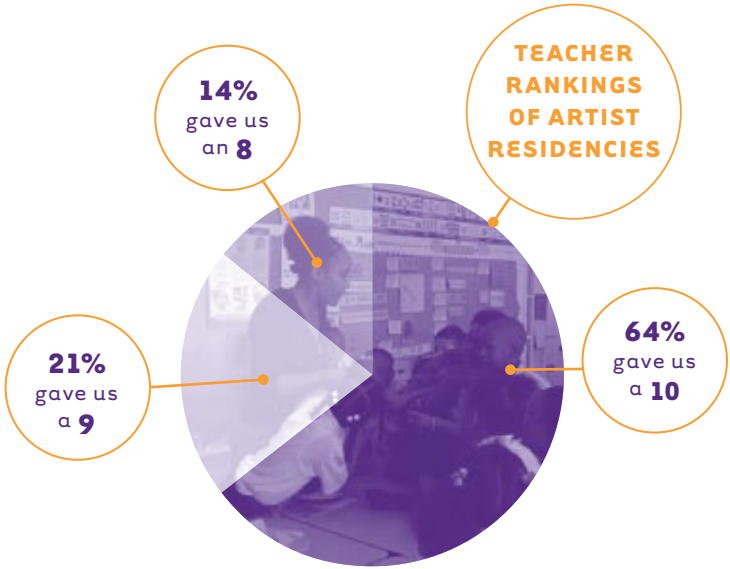 TEACHER
RANKINGS
OF ARTIST
RESIDENCIES
14%
gave us
an 8
21%
gave us
a 9
64%
gave us
a 10